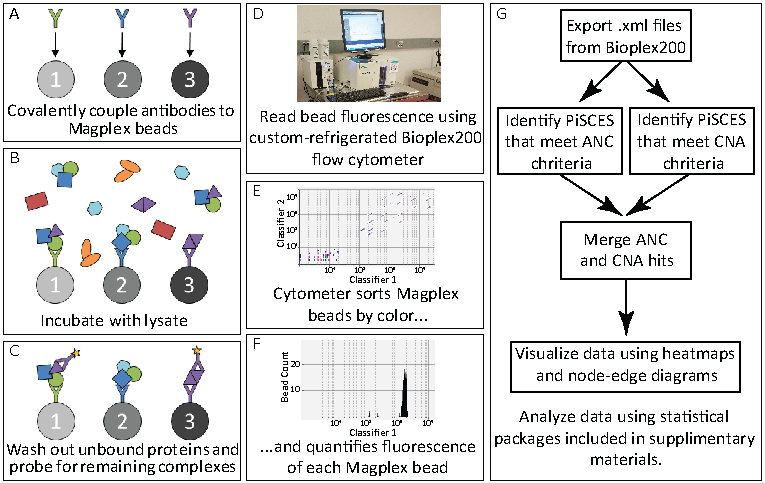 A
1 2 3
Covalently couple antibodies to
Magplex beads
B
1 2 3
Incubate with lysate
C
1 2 3
Wash out unbound proteins and
probe for remaining complexes
D
Read bead fluorescence using
custom-refrigerated Bioplex200
flow cytometer
E
Classifier 2
Classifier 1
Cytometer sorts Magplex
beads by color...
F
Bead Count
20
10
Classifier 1
...and quantifies fluorescence
of each Magplex bead
G
Export .xml files
from Bioplex200
Identify PiSCES
that meet ANC
chriteria
Identify PiSCES
that meet CNA
chriteria
Merge ANC
and CNA hits
Visualize data using heatmaps
and node-edge diagrams
Analyze data using statistical
packages included in supplimentary
materials.